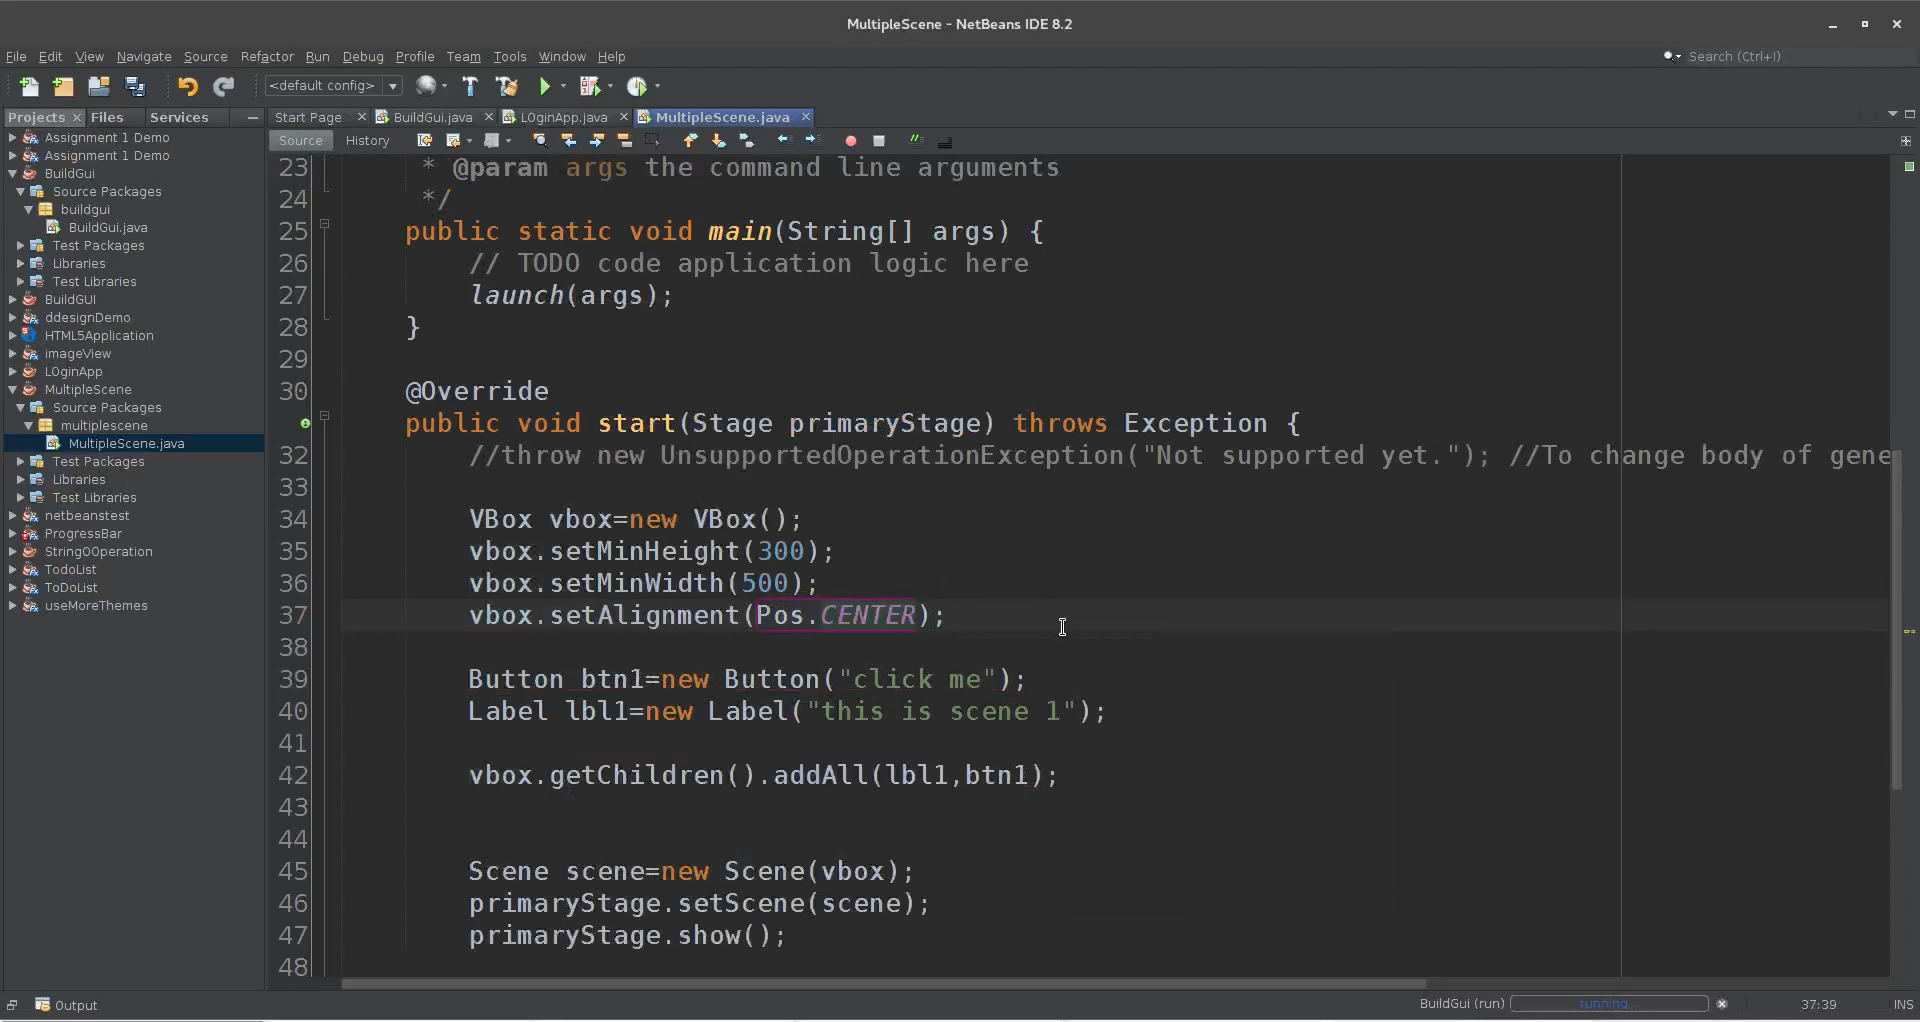 MultipleScene - NetBeans IDE 8.2
File Edit View Navigate Source Refactor Run Debug Profile Team Tools Window Help
Search (Ctrl+I)
<default config>
Projects Files Services
Start Page BuildGui.java LOginApp.java MultipleScene.java
Source History
Assignment 1 Demo
Assignment 1 Demo
BuildGui
Source Packages
buildgui
BuildGui.java
Test Packages
Libraries
Test Libraries
BuildGUI
ddesignDemo
HTML5Application
imageView
LOginApp
MultipleScene
Source Packages
multiplescene
MultipleScene.java
Test Packages
Libraries
Test Libraries
netbeanstest
ProgressBar
StringOOperation
TodoList
ToDoList
useMoreThemes
23 * @param args the command line arguments
24 */
25 public static void main(String[] args) {
26 // TODO code application logic here
27 launch(args);
28 }
29
30 @Override
public void start(Stage primaryStage) throws Exception {
32 //throw new UnsupportedOperationException("Not supported yet."); //To change body of gene
33
34 VBox vbox=new VBox();
35 vbox.setMinHeight(300);
36 vbox.setMinWidth(500);
37 vbox.setAlignment(Pos.CENTER);
38
39 Button btn1=new Button("click me");
40 Label lbl1=new Label("this is scene 1");
41
42 vbox.getChildren().addAll(lbl1,btn1);
43
44
45 Scene scene=new Scene(vbox);
46 primaryStage.setScene(scene);
47 primaryStage.show();
48
Output
BuildGui (run) running... 37:39 INS